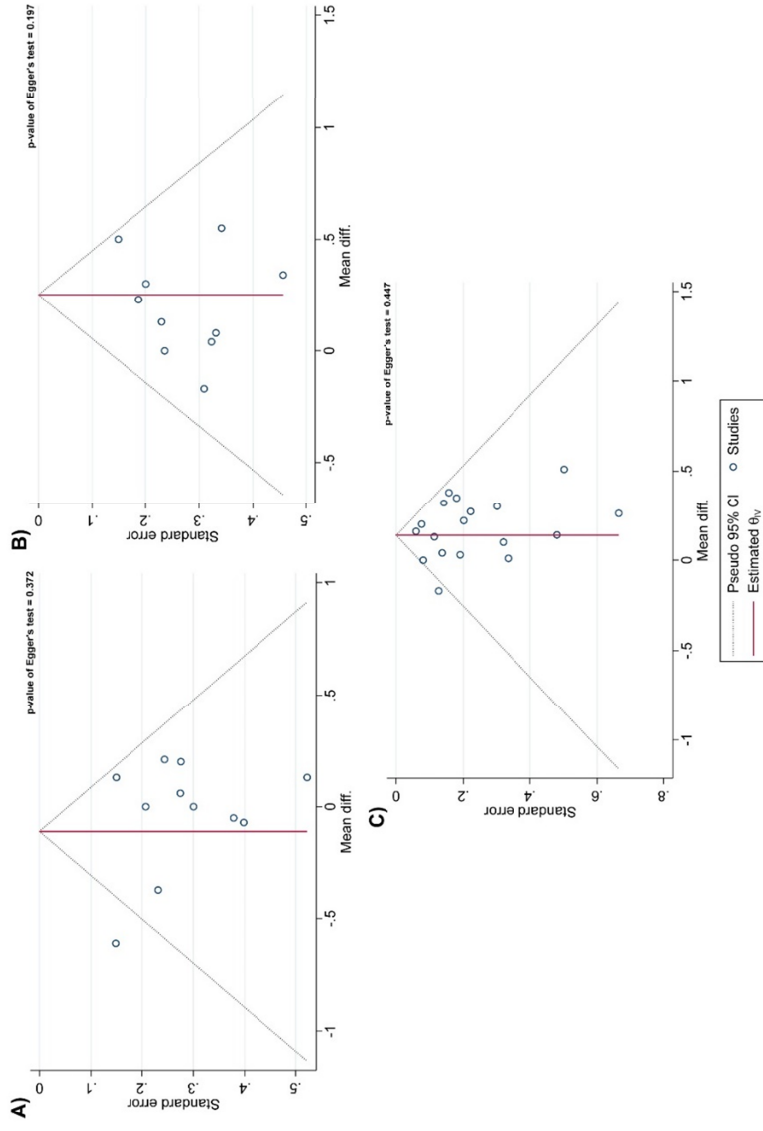 A)
p-value of Egger's test = 0.372
0
.1
.2
.3
.4
.5
Standard error
-1
-.5
0
.5
1
Mean diff.
B)
p-value of Egger's test = 0.197
0
.1
.2
.3
.4
.5
Standard error
-.5
0
.5
1
1.5
Mean diff.
C)
p-value of Egger's test = 0.447
0
.2
.4
.6
.8
Standard error
-1
-.5
0
.5
1
1.5
Mean diff.
Pseudo 95% CI
Studies
Estimated θIV